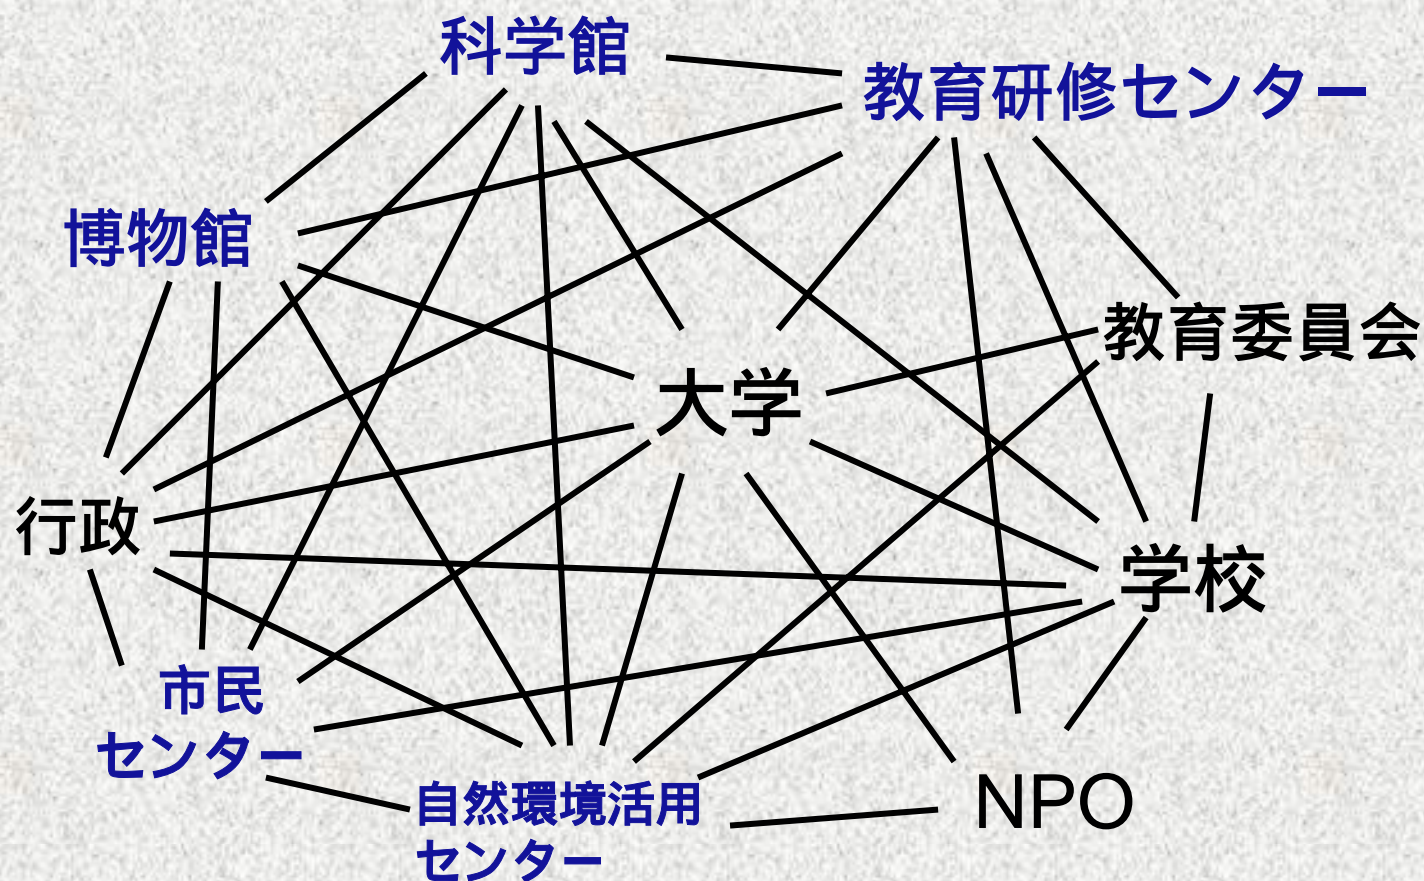 科学館
教育研修センター
博物館
教育委員会
大学
行政
学校
市民
センター
自然環境活用
センター
NPO